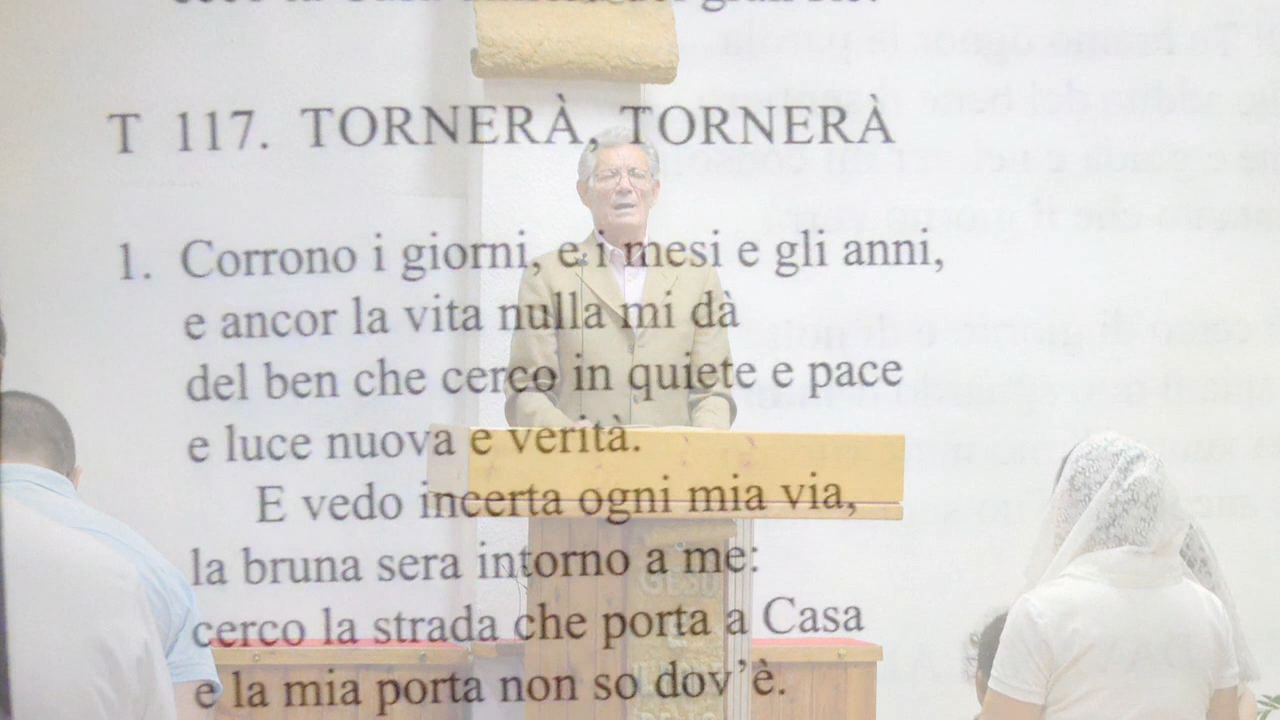 T 117. TORNERÀ, TORNERÀ
1. Corrono i giorni, e i mesi e gli anni,
e ancor la vita nulla mi dà
del ben che cerco in quiete e pace
e luce nuova e verità.
E vedo incerta ogni mia via,
la bruna sera intorno a me:
cerco la strada che porta a Casa
e la mia porta non so dov'è.
GESÙ